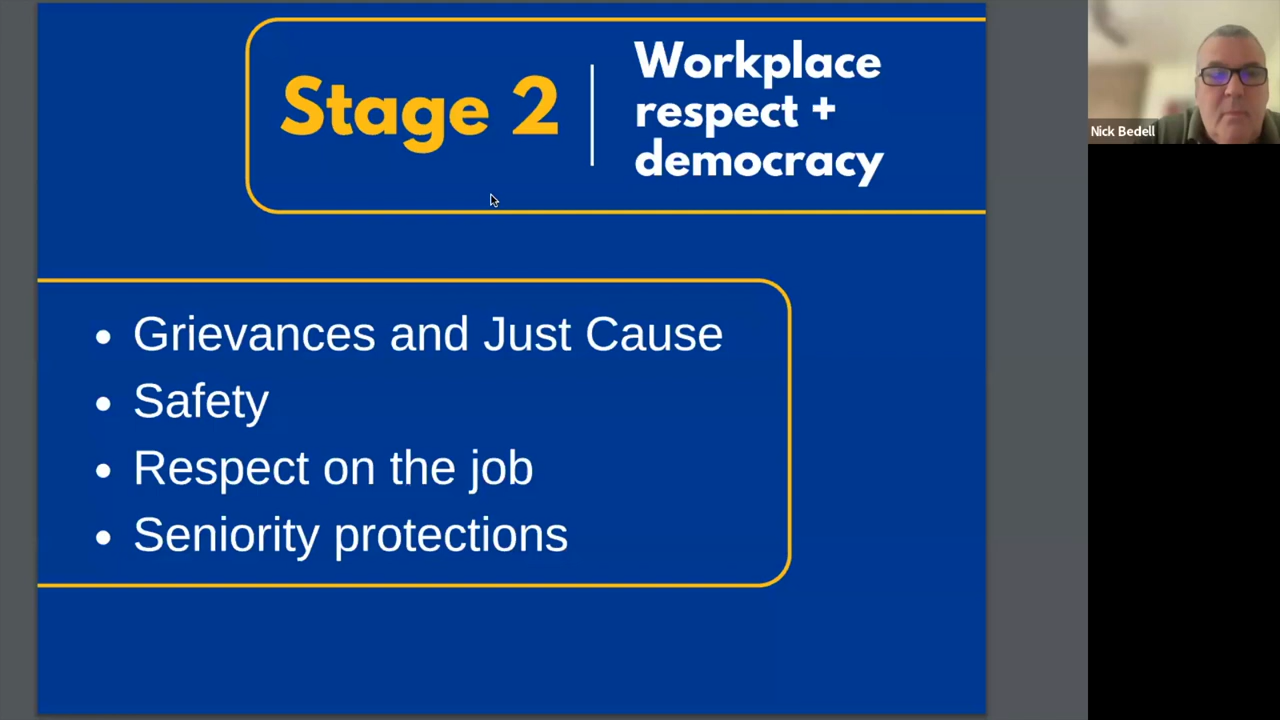 Stage 2
Workplace
respect +
democracy
• Grievances and Just Cause
• Safety
• Respect on the job
• Seniority protections
Nick Bedell